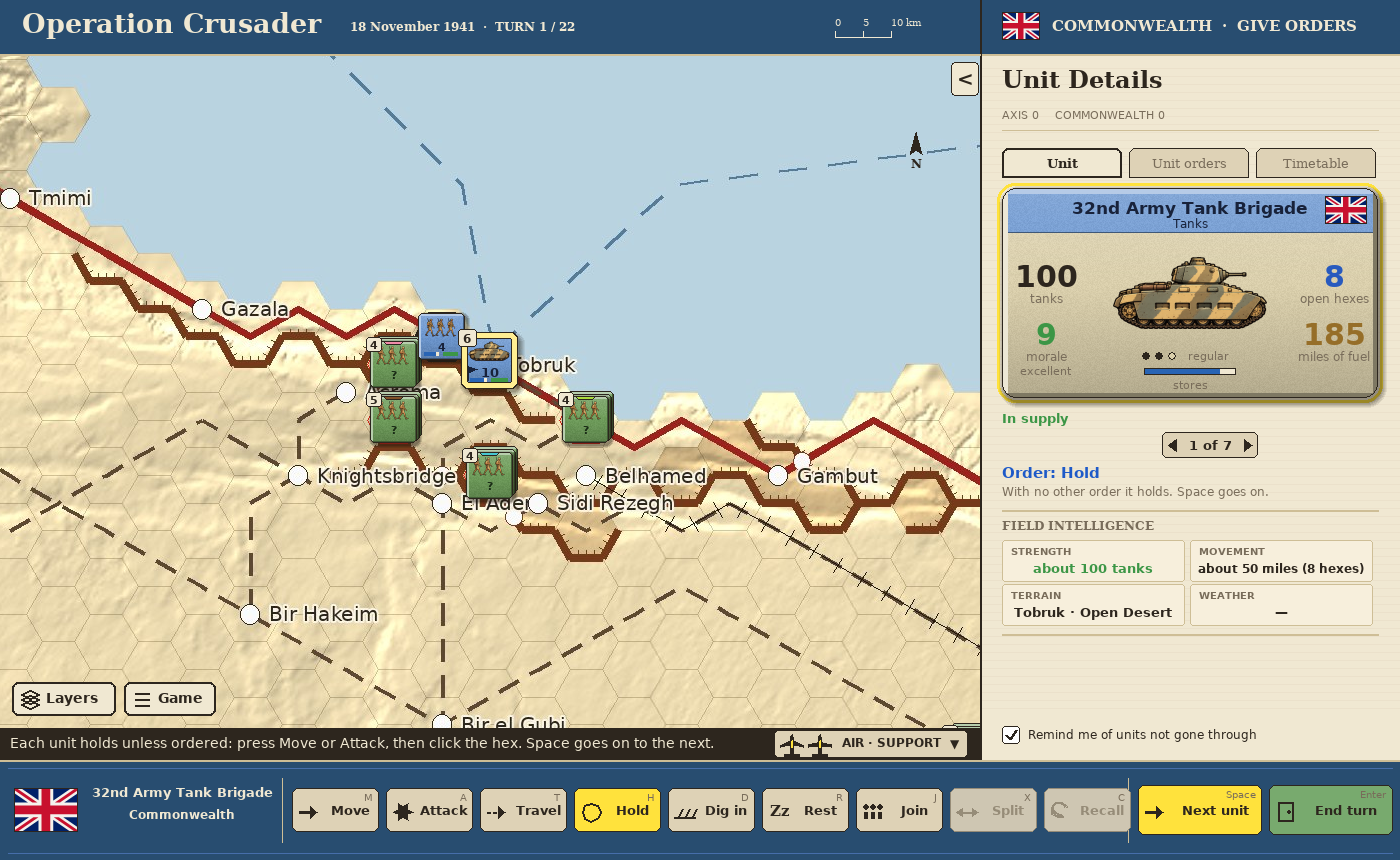 Operation Crusader
18 November 1941 · TURN 1 / 22
0 5 10 km
COMMONWEALTH · GIVE ORDERS
<
N
Tmimi
Gazala
4
6
10
obruk
4
?
5
?
4
?
4
?
Knightsbridge
Belhamed
Gambut
El Adem
Sidi Rezegh
Bir Hakeim
Bir el Gubi
Layers
Game
Each unit holds unless ordered: press Move or Attack, then click the hex. Space goes on to the next.
AIR · SUPPORT ▼
Unit Details
AXIS 0 COMMONWEALTH 0
Unit
Unit orders
Timetable
32nd Army Tank Brigade
Tanks
100
tanks
8
open hexes
9
morale
excellent
185
miles of fuel
regular
stores
In supply
1 of 7
Order: Hold
With no other order it holds. Space goes on.
FIELD INTELLIGENCE
STRENGTH
about 100 tanks
MOVEMENT
about 50 miles (8 hexes)
TERRAIN
Tobruk · Open Desert
WEATHER
—
Remind me of units not gone through
32nd Army Tank Brigade
Commonwealth
M
Move
A
Attack
T
Travel
H
Hold
D
Dig in
R
Zz Rest
J
Join
X
Split
C
Recall
Space
Next unit
Enter
End turn